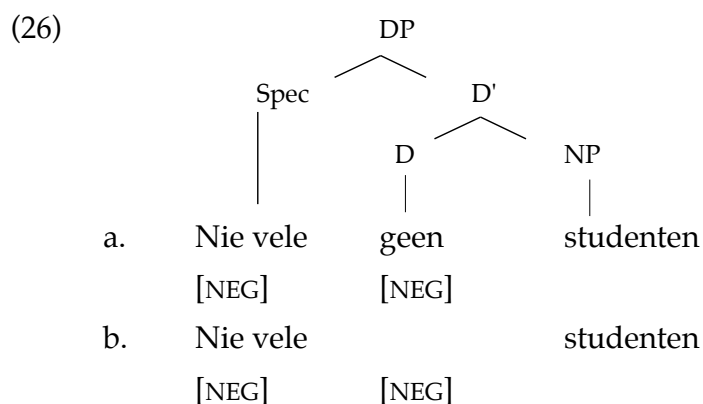 (26) DP
Spec D'
D NP
a. Nie vele geen studenten
[NEG] [NEG]
b. Nie vele studenten
[NEG] [NEG]